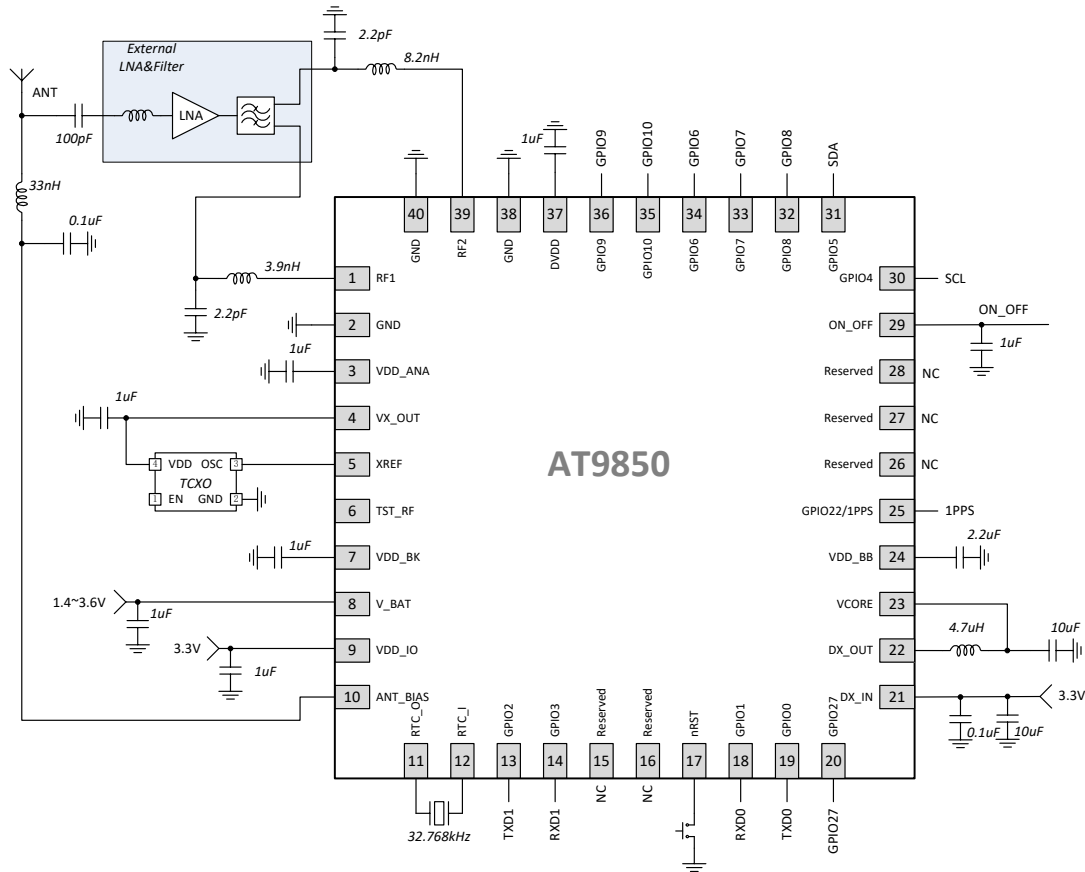 External
LNA&Filter
2.2pF
8.2nH
ANT
LNA
100pF
33nH
0.1uF
1uF
GPIO9
GPIO10
GPIO6
GPIO7
GPIO8
SDA
40
39
38
37
36
35
34
33
32
31
GND
RF2
GND
DVDD
GPIO9
GPIO10
GPIO6
GPIO7
GPIO8
GPIO5
3.9nH
1
RF1
2.2pF
2
GND
1uF
3
VDD_ANA
1uF
4
VX_OUT
5
XREF
4
VDD
OSC
3
TCXO
1
EN
GND
2
6
TST_RF
1uF
7
VDD_BK
1.4~3.6V
1uF
8
V_BAT
3.3V
1uF
9
VDD_IO
10
ANT_BIAS
AT9850
GPIO4
30
SCL
ON_OFF
29
ON_OFF
1uF
Reserved
28
NC
Reserved
27
NC
Reserved
26
NC
GPIO22/1PPS
25
1PPS
2.2uF
VDD_BB
24
VCORE
23
4.7uH
10uF
DX_OUT
22
DX_IN
21
3.3V
0.1uF
10uF
RTC_O
RTC_I
GPIO2
GPIO3
Reserved
Reserved
nRST
GPIO1
GPIO0
GPIO27
11
12
13
14
15
16
17
18
19
20
32.768kHz
TXD1
RXD1
NC
NC
RXD0
TXD0
GPIO27